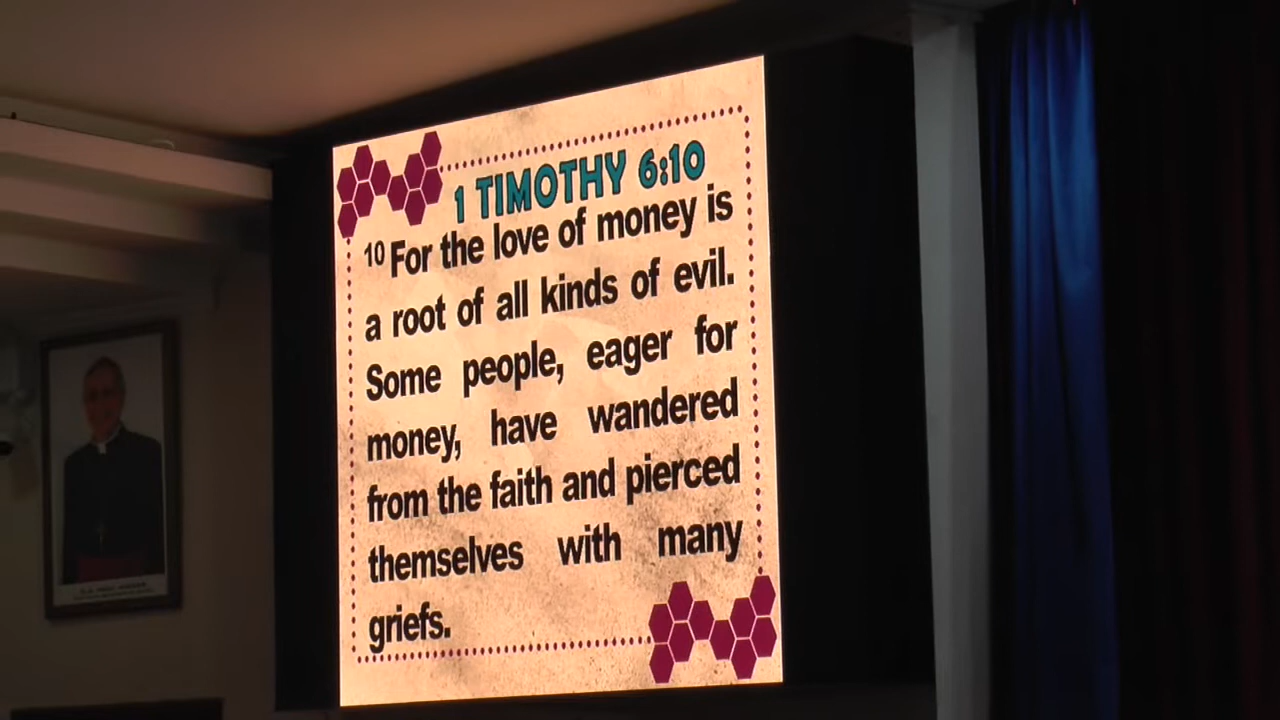 1 TIMOTHY 6:10
10 For the love of money is
a root of all kinds of evil.
Some people, eager for
money, have wandered
from the faith and pierced
themselves with many
griefs.